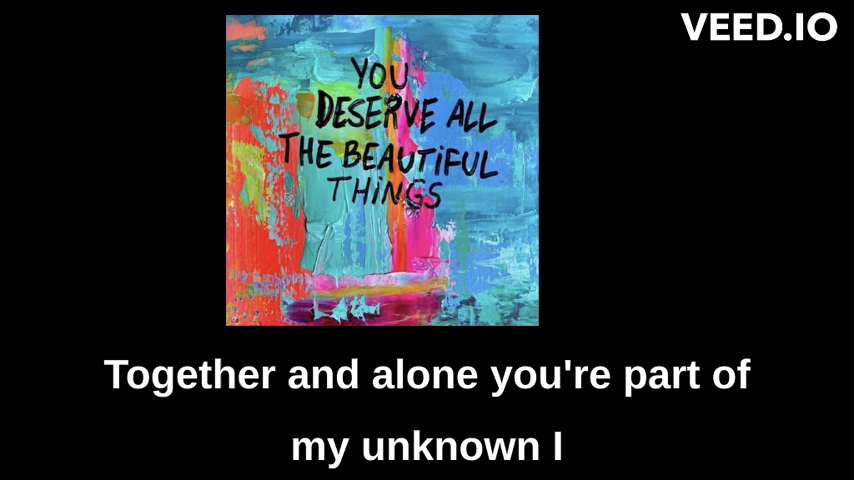 VEED.IO
YOU
DESERVE ALL
THE BEAUTiFUL
THiNGS
Together and alone you're part of
my unknown I